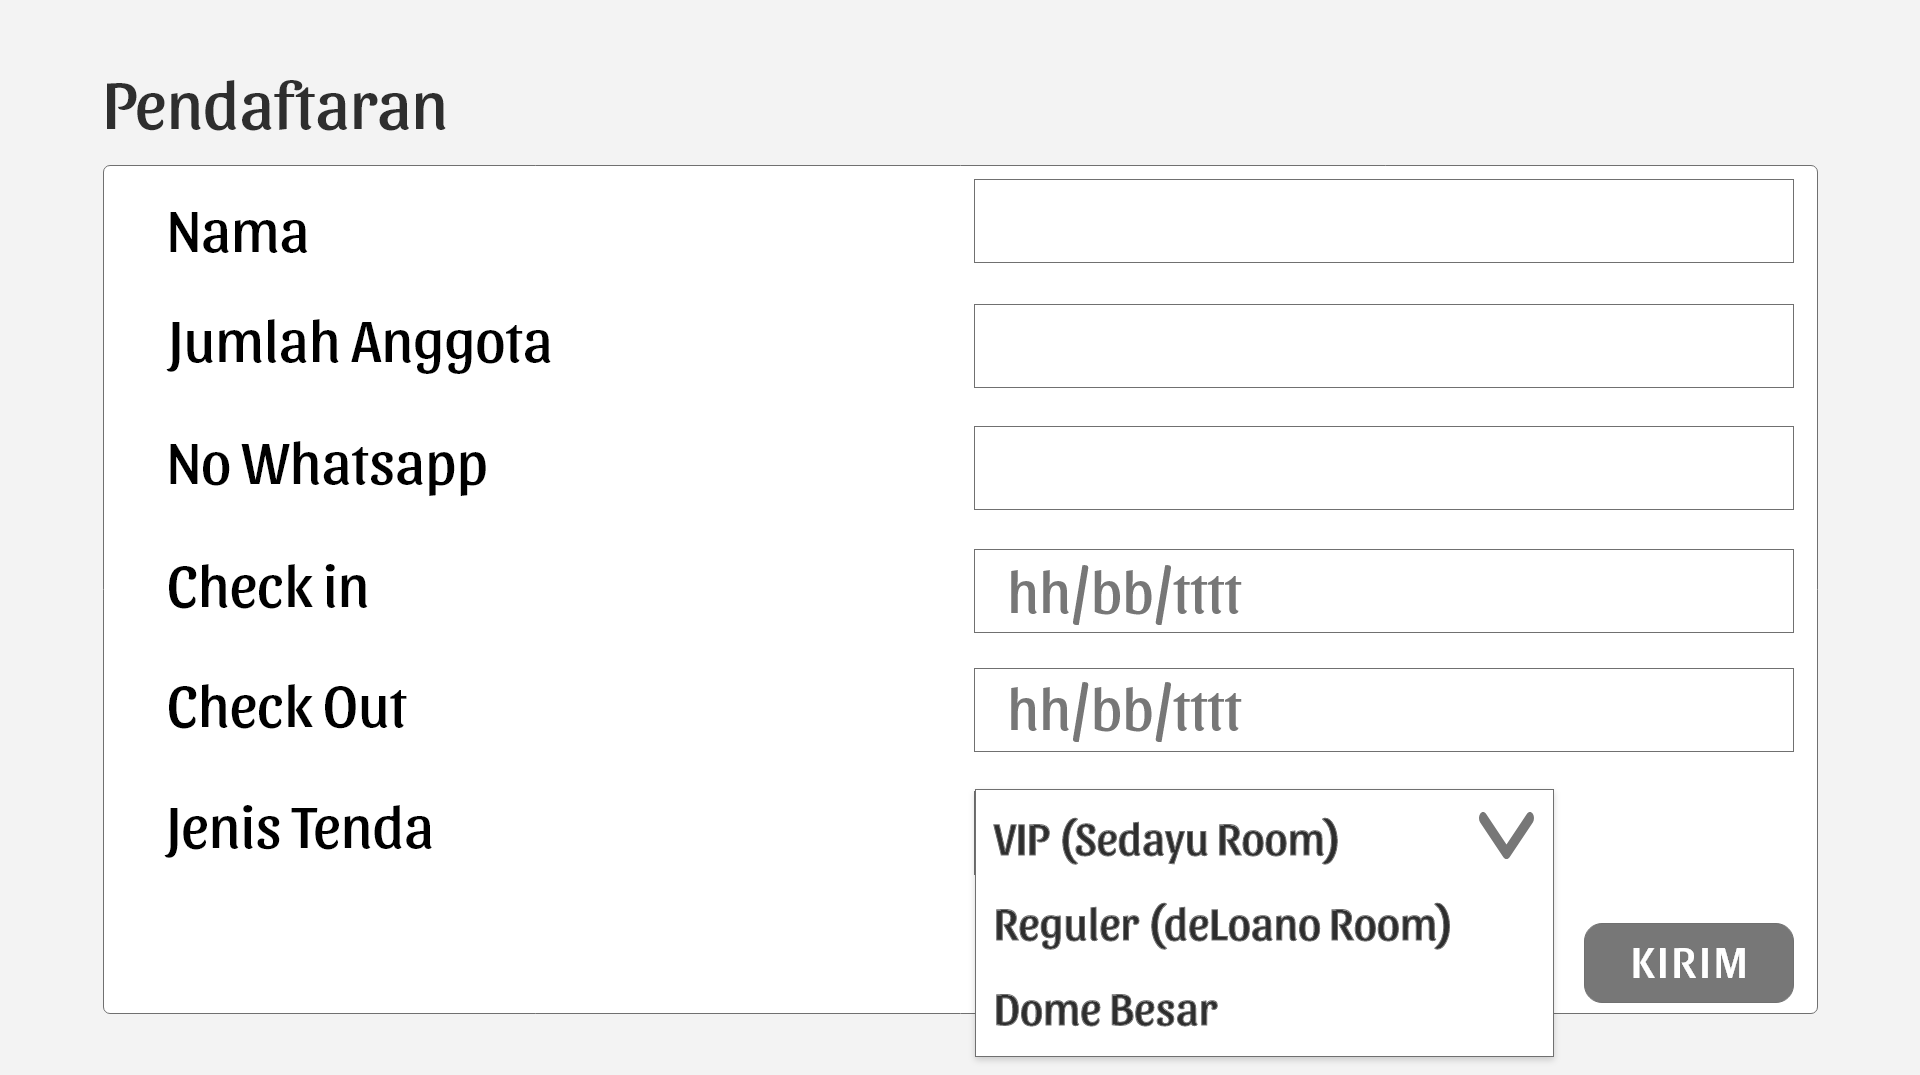 Pendaftaran
Nama
Jumlah Anggota
No Whatsapp
Check in
hh/bb/tttt
Check Out
hh/bb/tttt
Jenis Tenda
VIP (Sedayu Room)
Reguler (deLoano Room)
Dome Besar
KIRIM